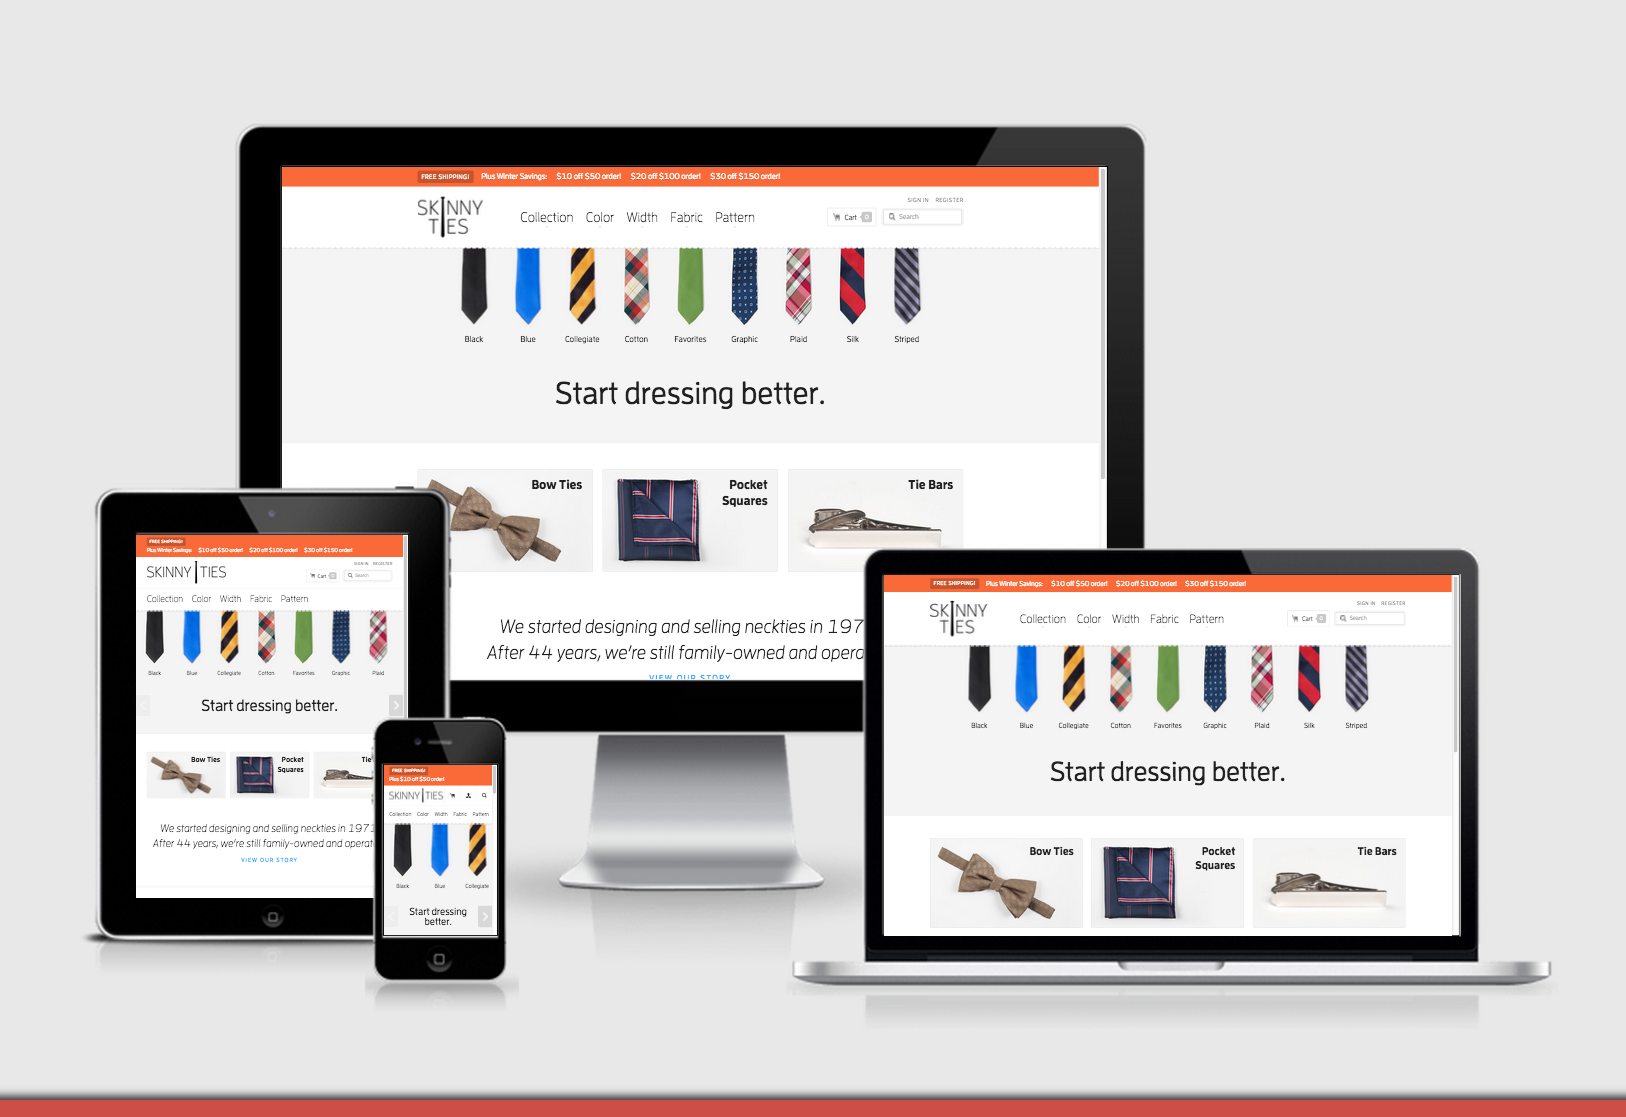 FREE SHIPPING! Plus Winter Savings: $10 off $50 order! $20 off $100 order! $30 off $150 order!
SIGN IN REGISTER
SKINNY
TIES
Collection Color Width Fabric Pattern
Cart 0
Search
Black Blue Collegiate Cotton Favorites Graphic Plaid Silk Striped
Start dressing better.
Bow Ties
Pocket
Squares
Tie Bars
We started designing and selling neckties in 197
After 44 years, we're still family-owned and opera
VIEW OUR STORY
FREE SHIPPING!
Plus Winter Savings: $10 off $50 order! $20 off $100 order! $30 off $150 order!
SIGN IN REGISTER
SKINNY TIES
Cart 0
Search
Collection Color Width Fabric Pattern
Black Blue Collegiate Cotton Favorites Graphic Plaid
Start dressing better.
Bow Ties
Pocket
Squares
Tie
We started designing and selling neckties in 1971
After 44 years, we're still family-owned and operat
VIEW OUR STORY
FREE SHIPPING!
Plus $10 off $50 order!
SKINNY TIES
Collection Color Width Fabric Pattern
Black Blue Collegiate
Start dressing
better.
FREE SHIPPING! Plus Winter Savings: $10 off $50 order! $20 off $100 order! $30 off $150 order!
SIGN IN REGISTER
SKINNY
TIES
Collection Color Width Fabric Pattern
Cart 0
Search
Black Blue Collegiate Cotton Favorites Graphic Plaid Silk Striped
Start dressing better.
Bow Ties
Pocket
Squares
Tie Bars